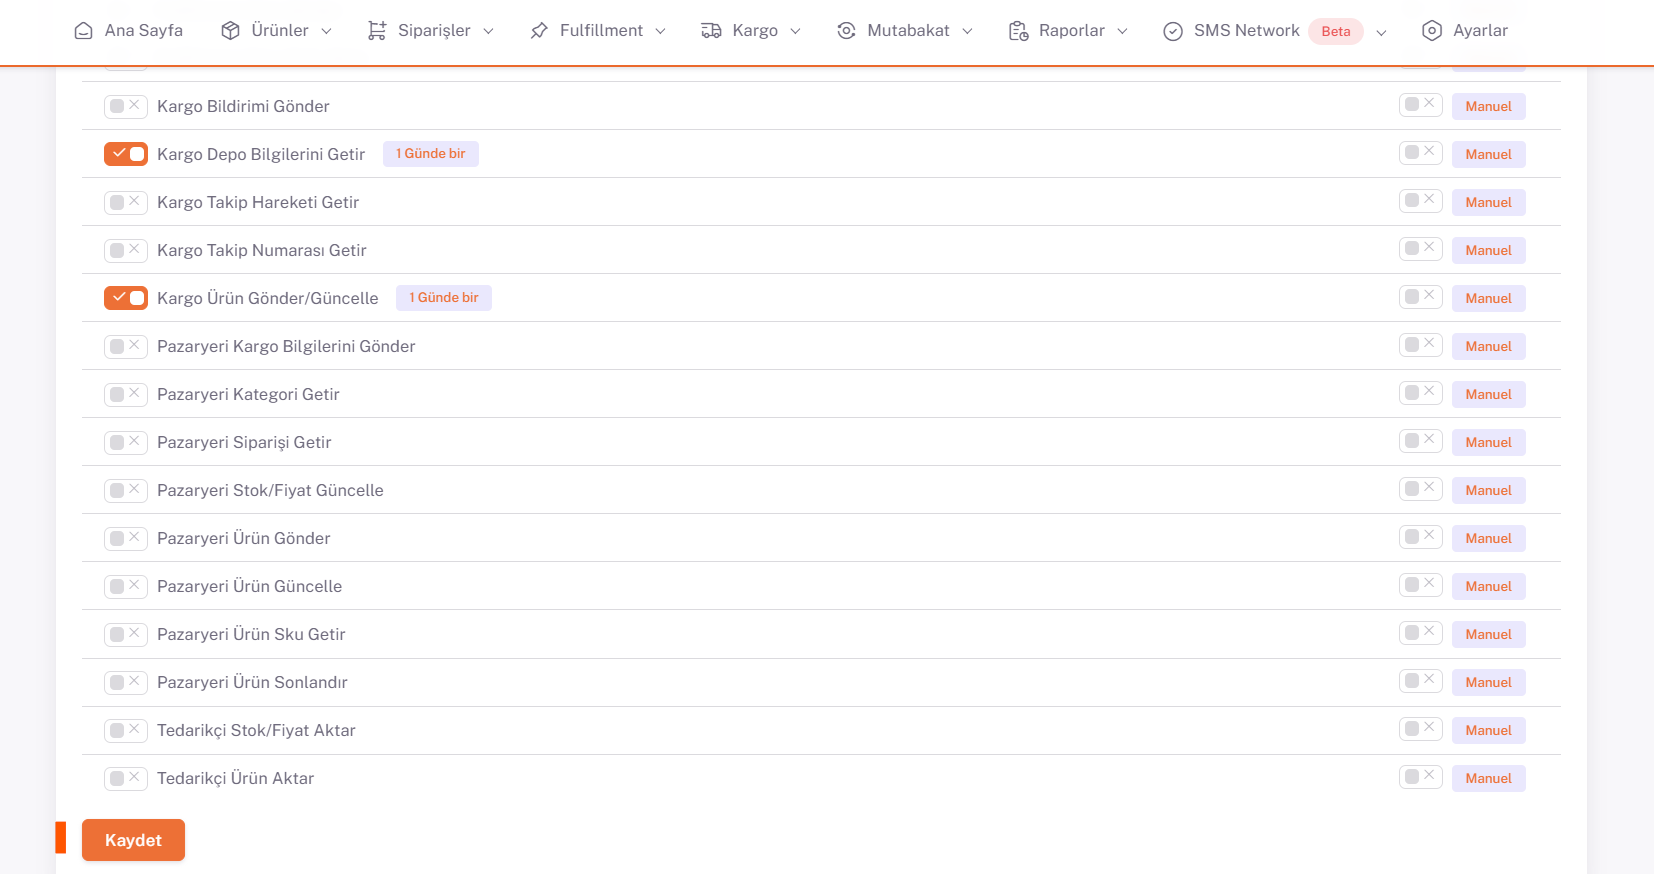 Ana Sayfa Ürünler Siparişler Fulfillment Kargo Mutabakat Raporlar SMS Network Beta Ayarlar
Kargo Bildirimi Gönder Manuel
Kargo Depo Bilgilerini Getir 1 Günde bir Manuel
Kargo Takip Hareketi Getir Manuel
Kargo Takip Numarası Getir Manuel
Kargo Ürün Gönder/Güncelle 1 Günde bir Manuel
Pazaryeri Kargo Bilgilerini Gönder Manuel
Pazaryeri Kategori Getir Manuel
Pazaryeri Siparişi Getir Manuel
Pazaryeri Stok/Fiyat Güncelle Manuel
Pazaryeri Ürün Gönder Manuel
Pazaryeri Ürün Güncelle Manuel
Pazaryeri Ürün Sku Getir Manuel
Pazaryeri Ürün Sonlandır Manuel
Tedarikçi Stok/Fiyat Aktar Manuel
Tedarikçi Ürün Aktar Manuel
Kaydet